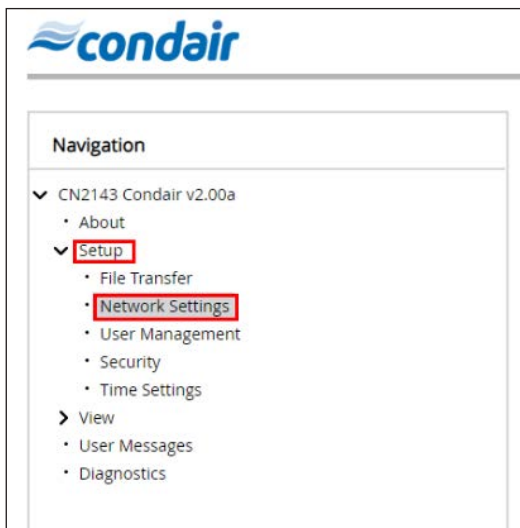 condair
Navigation
CN2143 Condair v2.00a
About
Setup
File Transfer
Network Settings
User Management
Security
Time Settings
View
User Messages
Diagnostics